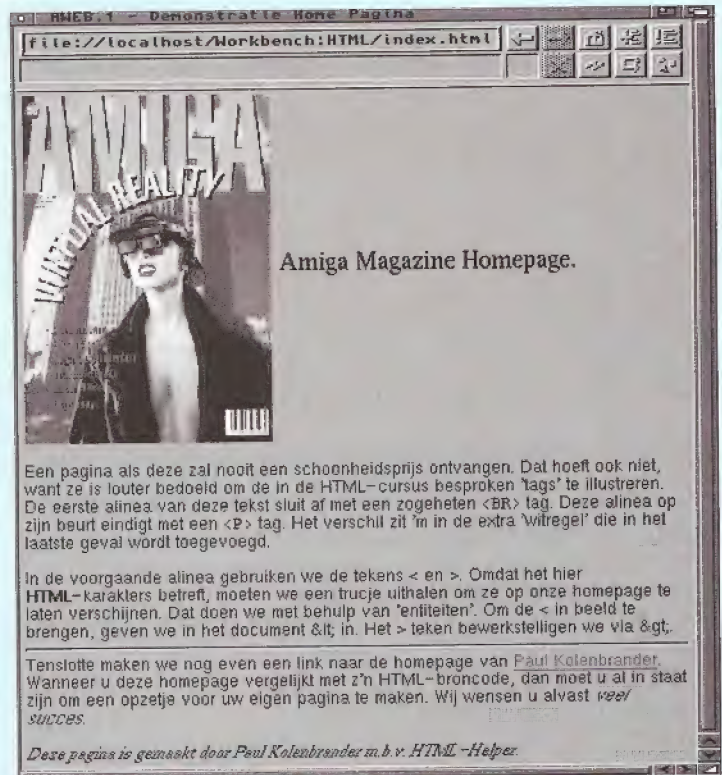 AWEB.1 - Demonstratie Home Pagina
file://localhost/Workbench:HTML/index.html
AMIGA
VIRTUAL REALITY
Amiga Magazine Homepage.
Een pagina als deze zal nooit een schoonheidsprijs ontvangen. Dat hoeft ook niet,
want ze is louter bedoeld om de in de HTML-cursus besproken 'tags' te illustreren.
De eerste alinea van deze tekst sluit af met een zogeheten <BR> tag. Deze alinea op
zijn beurt eindigt met een <P> tag. Het verschil zit 'm in de extra 'witregel' die in het
laatste geval wordt toegevoegd.
In de voorgaande alinea gebruiken we de tekens < en >. Omdat het hier
HTML-karakters betreft, moeten we een trucje uithalen om ze op onze homepage te
laten verschijnen. Dat doen we met behulp van 'entiteiten'. Om de < in beeld te
brengen, geven we in het document &lt; in. Het > teken bewerkstelligen we via &gt;.
Tenslotte maken we nog even een link naar de homepage van Paul Kolenbrander.
Wanneer u deze homepage vergelijkt met z'n HTML-broncode, dan moet u al in staat
zijn om een opzetje voor uw eigen pagina te maken. Wij wensen u alvast veel
succes.
Deze pagina is gemaakt door Paul Kolenbrander m.b.v. HTML-Helper.